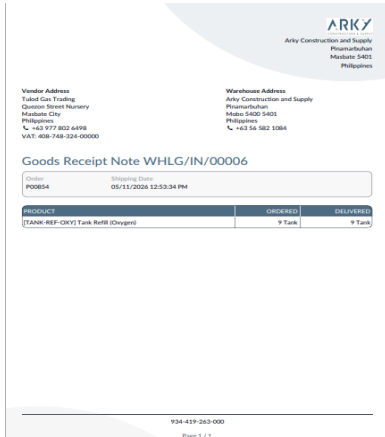 ARKY
CONSTRUCTION & SUPPLY
Arky Construction and Supply
Pinamarbuhan
Masbate 5401
Philippines
Vendor Address
Tulod Gas Trading
Quezon Street Nursery
Masbate City
Philippines
+63 977 802 6498
VAT: 408-748-324-00000
Warehouse Address
Arky Construction and Supply
Pinamarbuhan
Mobo 5400 5401
Philippines
+63 56 582 1084
Goods Receipt Note WHLG/IN/00006
Order
P00854
Shipping Date
05/11/2026 12:53:34 PM
PRODUCT ORDERED DELIVERED
[TANK-REF-OXY] Tank Refill (Oxygen) 9 Tank 9 Tank
934-419-263-000
Page 1 / 1